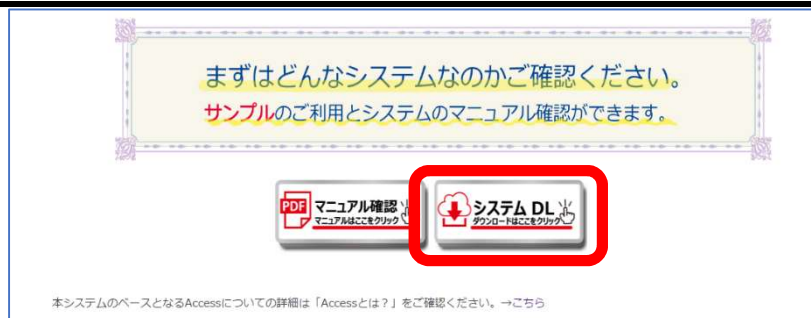 まずはどんなシステムなのかご確認ください。
サンプルのご利用とシステムのマニュアル確認ができます。
PDF マニュアル確認
マニュアルはここをクリック
システム DL
ダウンロードはここをクリック
本システムのベースとなるAccessについての詳細は「Accessとは？」をご確認ください。→こちら